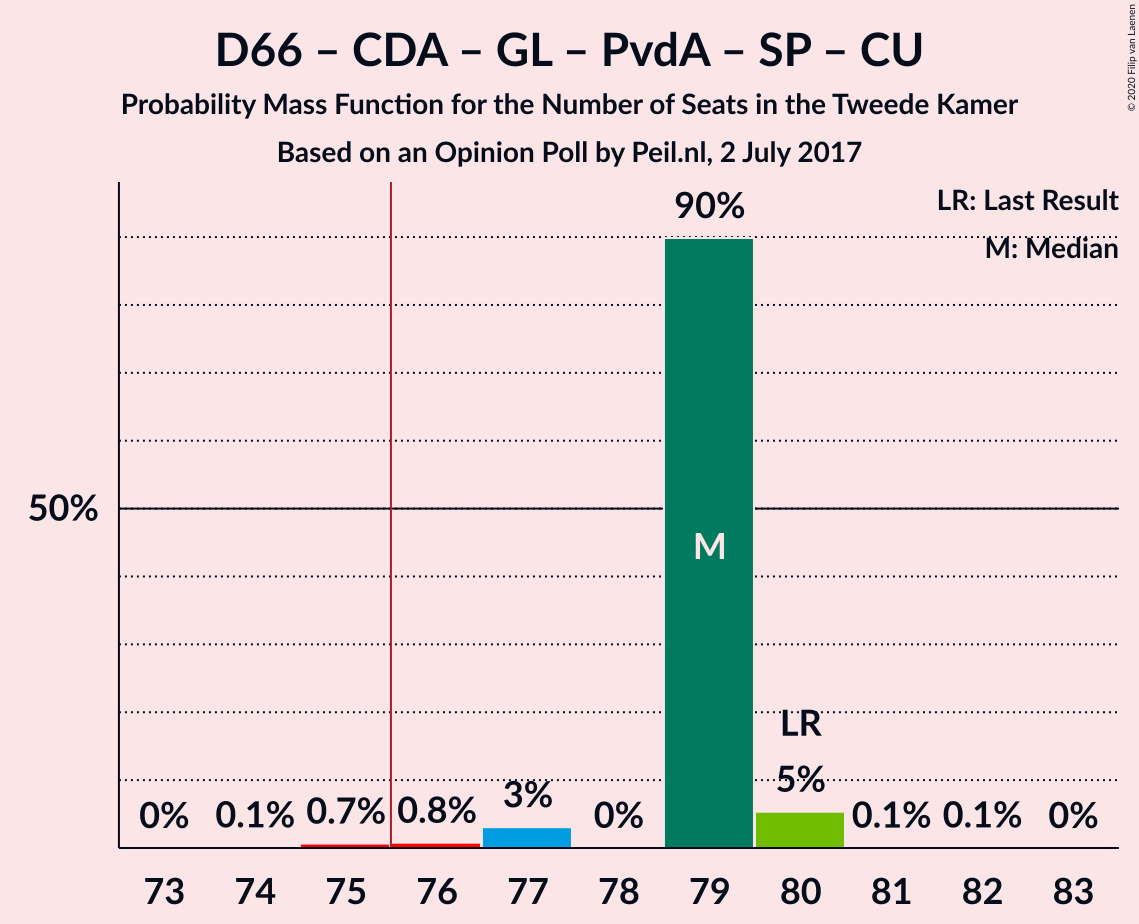 D66 – CDA – GL – PvdA – SP – CU
Probability Mass Function for the Number of Seats in the Tweede Kamer
Based on an Opinion Poll by Peil.nl, 2 July 2017
© 2020 Filip van Laenen
LR: Last Result
M: Median
90%
50%
M
LR
0% 0.1% 0.7% 0.8% 3% 0% 5% 0.1% 0.1% 0%
73 74 75 76 77 78 79 80 81 82 83